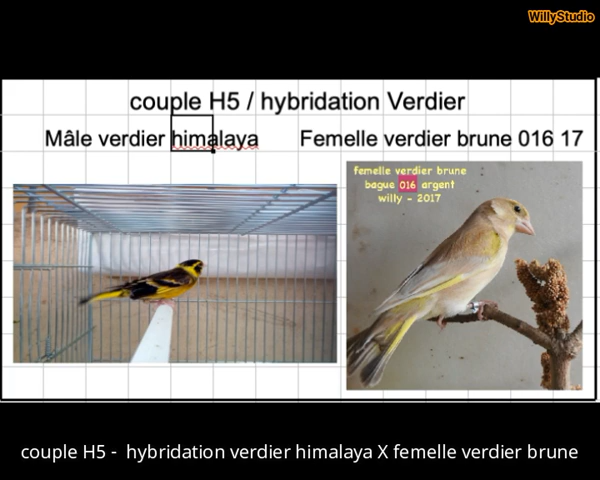 WillyStudio
couple H5 / hybridation Verdier
Mâle verdier himalaya
Femelle verdier brune 016 17
femelle verdier brune
bague 016 argent
willy - 2017
couple H5 - hybridation verdier himalaya X femelle verdier brune